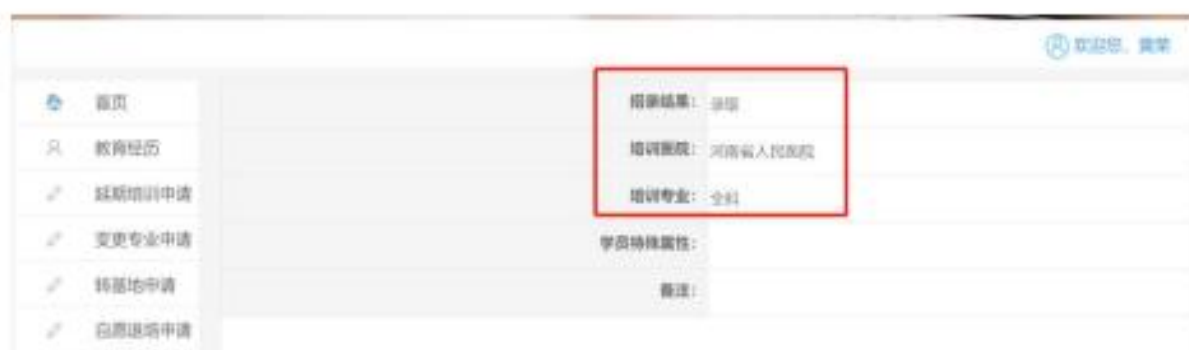 欢迎您, 黄荣
首页
教育经历
延期培训申请
变更专业申请
转基地申请
自愿退培申请
招录结果: 录取
培训医院: 河南省人民医院
培训专业: 全科
学员特殊属性:
备注: